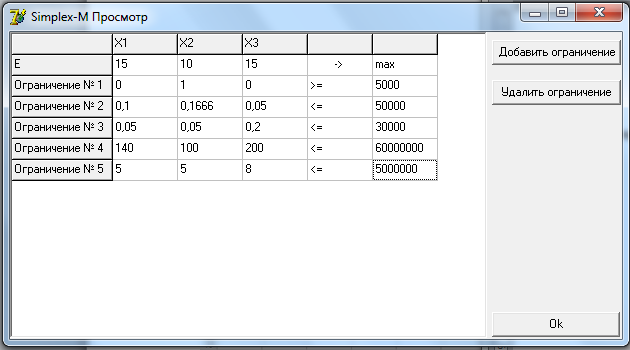 Simplex-M Просмотр
X1 X2 X3
E 15 10 15 -> max
Ограничение № 1 0 1 0 >= 5000
Ограничение № 2 0,1 0,1666 0,05 <= 50000
Ограничение № 3 0,05 0,05 0,2 <= 30000
Ограничение № 4 140 100 200 <= 60000000
Ограничение № 5 5 5 8 <= 5000000
Добавить ограничение
Удалить ограничение
Ok